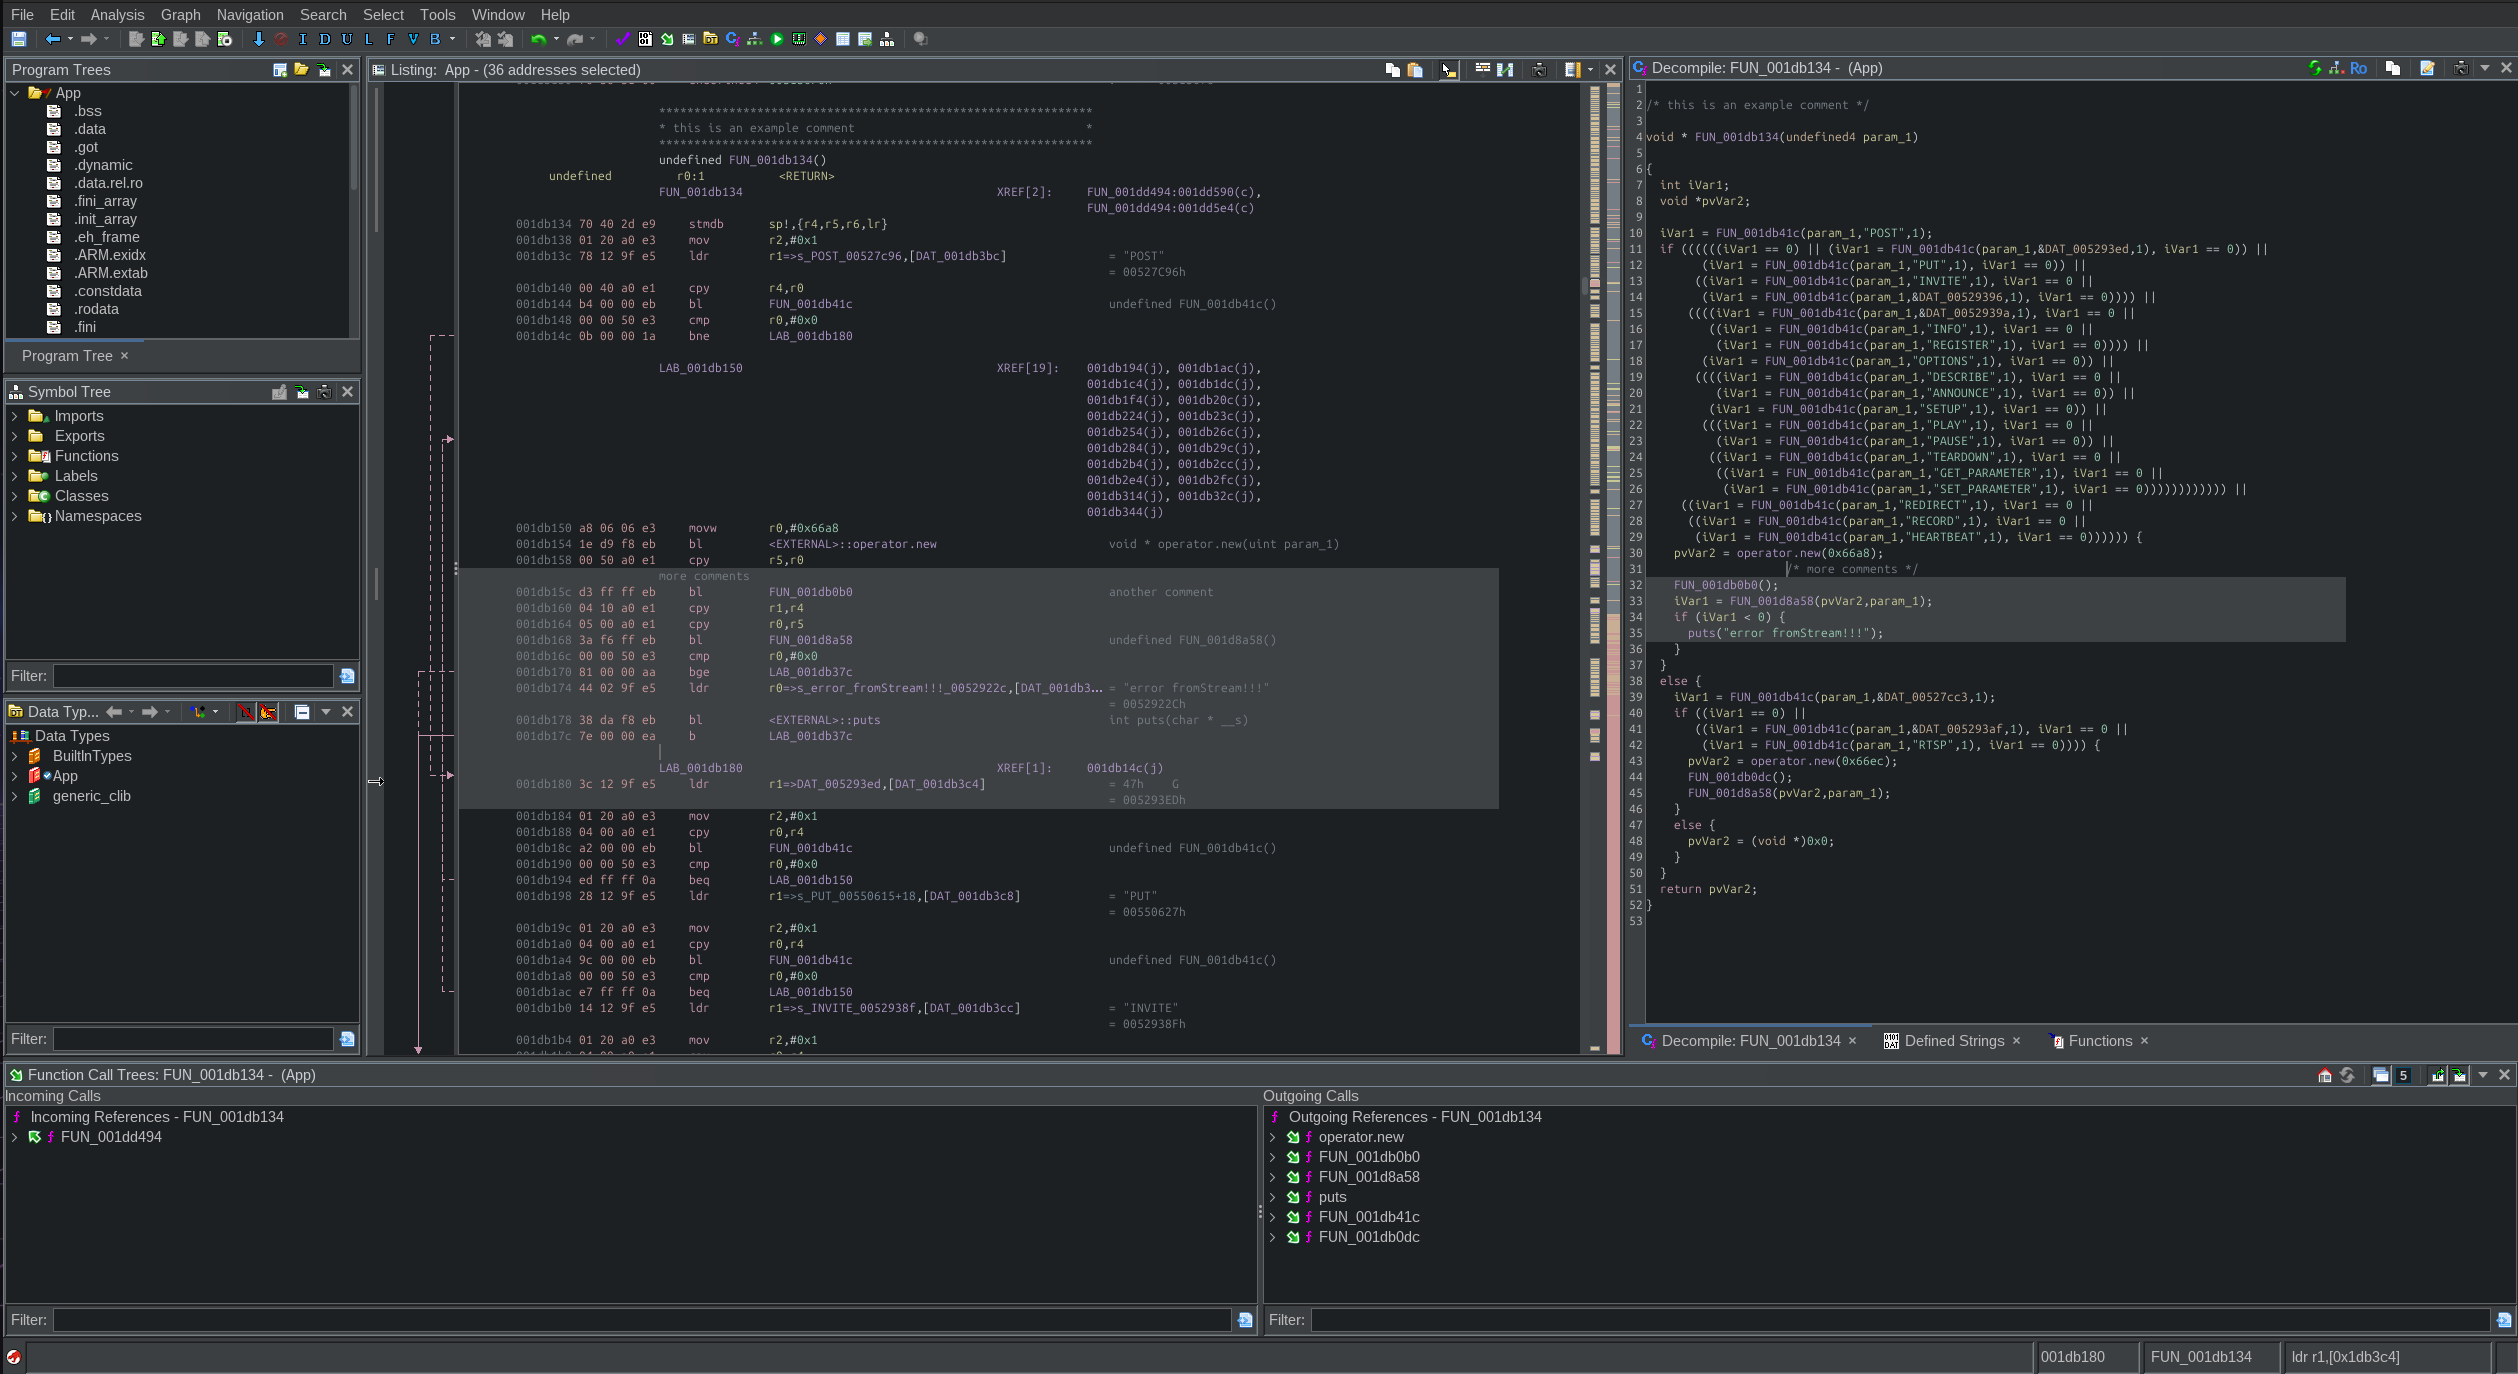 File Edit Analysis Graph Navigation Search Select Tools Window Help
I D U L F V B
Program Trees
App
.bss
.data
.got
.dynamic
.data.rel.ro
.fini_array
.init_array
.eh_frame
.ARM.exidx
.ARM.extab
.constdata
.rodata
.fini
Program Tree ×
Symbol Tree
Imports
Exports
Functions
Labels
Classes
Namespaces
Filter:
Data Typ...
Data Types
BuiltInTypes
App
generic_clib
Filter:
Listing: App - (36 addresses selected)
******************************************************************
* this is an example comment *
******************************************************************
undefined FUN_001db134()
undefined r0:1 <RETURN>
FUN_001db134 XREF[2]: FUN_001dd494:001dd590(c),
FUN_001dd494:001dd5e4(c)
001db134 70 40 2d e9 stmdb sp!,{r4,r5,r6,lr}
001db138 01 20 a0 e3 mov r2,#0x1
001db13c 78 12 9f e5 ldr r1=>s_POST_00527c96,[DAT_001db3bc] = "POST"
= 00527C96h
001db140 00 40 a0 e1 cpy r4,r0
001db144 b4 00 00 eb bl FUN_001db41c undefined FUN_001db41c()
001db148 00 00 50 e3 cmp r0,#0x0
001db14c 0b 00 00 1a bne LAB_001db180
LAB_001db150 XREF[19]: 001db194(j), 001db1ac(j),
001db1c4(j), 001db1dc(j),
001db1f4(j), 001db20c(j),
001db224(j), 001db23c(j),
001db254(j), 001db26c(j),
001db284(j), 001db29c(j),
001db2b4(j), 001db2cc(j),
001db2e4(j), 001db2fc(j),
001db314(j), 001db32c(j),
001db344(j)
001db150 a8 06 06 e3 movw r0,#0x66a8
001db154 1e d9 f8 eb bl <EXTERNAL>::operator.new void * operator.new(uint param_1)
001db158 00 50 a0 e1 cpy r5,r0
more comments
001db15c d3 ff ff eb bl FUN_001db0b0 another comment
001db160 04 10 a0 e1 cpy r1,r4
001db164 05 00 a0 e1 cpy r0,r5
001db168 3a f6 ff eb bl FUN_001d8a58 undefined FUN_001d8a58()
001db16c 00 00 50 e3 cmp r0,#0x0
001db170 81 00 00 aa bge LAB_001db37c
001db174 44 02 9f e5 ldr r0=>s_error_fromStream!!!_0052922c,[DAT_001db3... = "error fromStream!!!"
= 0052922Ch
001db178 38 da f8 eb bl <EXTERNAL>::puts int puts(char * __s)
001db17c 7e 00 00 ea b LAB_001db37c
LAB_001db180 XREF[1]: 001db14c(j)
001db180 3c 12 9f e5 ldr r1=>DAT_005293ed,[DAT_001db3c4] = 47h G
= 005293EDh
001db184 01 20 a0 e3 mov r2,#0x1
001db188 04 00 a0 e1 cpy r0,r4
001db18c a2 00 00 eb bl FUN_001db41c undefined FUN_001db41c()
001db190 00 00 50 e3 cmp r0,#0x0
001db194 ed ff ff 0a beq LAB_001db150
001db198 28 12 9f e5 ldr r1=>s_PUT_00550615+18,[DAT_001db3c8] = "PUT"
= 00550627h
001db19c 01 20 a0 e3 mov r2,#0x1
001db1a0 04 00 a0 e1 cpy r0,r4
001db1a4 9c 00 00 eb bl FUN_001db41c undefined FUN_001db41c()
001db1a8 00 00 50 e3 cmp r0,#0x0
001db1ac e7 ff ff 0a beq LAB_001db150
001db1b0 14 12 9f e5 ldr r1=>s_INVITE_0052938f,[DAT_001db3cc] = "INVITE"
= 0052938Fh
001db1b4 01 20 a0 e3 mov r2,#0x1
Decompile: FUN_001db134 - (App)
Ro
1
2 /* this is an example comment */
3
4 void * FUN_001db134(undefined4 param_1)
5
6 {
7 int iVar1;
8 void *pvVar2;
9
10 iVar1 = FUN_001db41c(param_1,"POST",1);
11 if ((((((iVar1 == 0) || (iVar1 = FUN_001db41c(param_1,&DAT_005293ed,1), iVar1 == 0)) ||
12 (iVar1 = FUN_001db41c(param_1,"PUT",1), iVar1 == 0)) ||
13 ((iVar1 = FUN_001db41c(param_1,"INVITE",1), iVar1 == 0 ||
14 (iVar1 = FUN_001db41c(param_1,&DAT_00529396,1), iVar1 == 0)))) ||
15 ((((iVar1 = FUN_001db41c(param_1,&DAT_0052939a,1), iVar1 == 0 ||
16 ((iVar1 = FUN_001db41c(param_1,"INFO",1), iVar1 == 0 ||
17 (iVar1 = FUN_001db41c(param_1,"REGISTER",1), iVar1 == 0)))) ||
18 (iVar1 = FUN_001db41c(param_1,"OPTIONS",1), iVar1 == 0)) ||
19 ((((iVar1 = FUN_001db41c(param_1,"DESCRIBE",1), iVar1 == 0 ||
20 (iVar1 = FUN_001db41c(param_1,"ANNOUNCE",1), iVar1 == 0)) ||
21 (iVar1 = FUN_001db41c(param_1,"SETUP",1), iVar1 == 0)) ||
22 (((iVar1 = FUN_001db41c(param_1,"PLAY",1), iVar1 == 0 ||
23 (iVar1 = FUN_001db41c(param_1,"PAUSE",1), iVar1 == 0)) ||
24 ((iVar1 = FUN_001db41c(param_1,"TEARDOWN",1), iVar1 == 0 ||
25 ((iVar1 = FUN_001db41c(param_1,"GET_PARAMETER",1), iVar1 == 0 ||
26 (iVar1 = FUN_001db41c(param_1,"SET_PARAMETER",1), iVar1 == 0)))))))))))) ||
27 ((iVar1 = FUN_001db41c(param_1,"REDIRECT",1), iVar1 == 0 ||
28 ((iVar1 = FUN_001db41c(param_1,"RECORD",1), iVar1 == 0 ||
29 ((iVar1 = FUN_001db41c(param_1,"HEARTBEAT",1), iVar1 == 0)))))) {
30 pvVar2 = operator.new(0x66a8);
31 /* more comments */
32 FUN_001db0b0();
33 iVar1 = FUN_001d8a58(pvVar2,param_1);
34 if (iVar1 < 0) {
35 puts("error fromStream!!!");
36 }
37 }
38 else {
39 iVar1 = FUN_001db41c(param_1,&DAT_00527cc3,1);
40 if ((iVar1 == 0) ||
41 ((iVar1 = FUN_001db41c(param_1,&DAT_005293af,1), iVar1 == 0 ||
42 (iVar1 = FUN_001db41c(param_1,"RTSP",1), iVar1 == 0)))) {
43 pvVar2 = operator.new(0x66ec);
44 FUN_001db0dc();
45 FUN_001d8a58(pvVar2,param_1);
46 }
47 else {
48 pvVar2 = (void *)0x0;
49 }
50 }
51 return pvVar2;
52 }
53
Decompile: FUN_001db134 × Defined Strings × Functions ×
Function Call Trees: FUN_001db134 - (App)
5
Incoming Calls
Incoming References - FUN_001db134
FUN_001dd494
Filter:
Outgoing Calls
Outgoing References - FUN_001db134
operator.new
FUN_001db0b0
FUN_001d8a58
puts
FUN_001db41c
FUN_001db0dc
Filter:
001db180 FUN_001db134 ldr r1,[0x1db3c4]